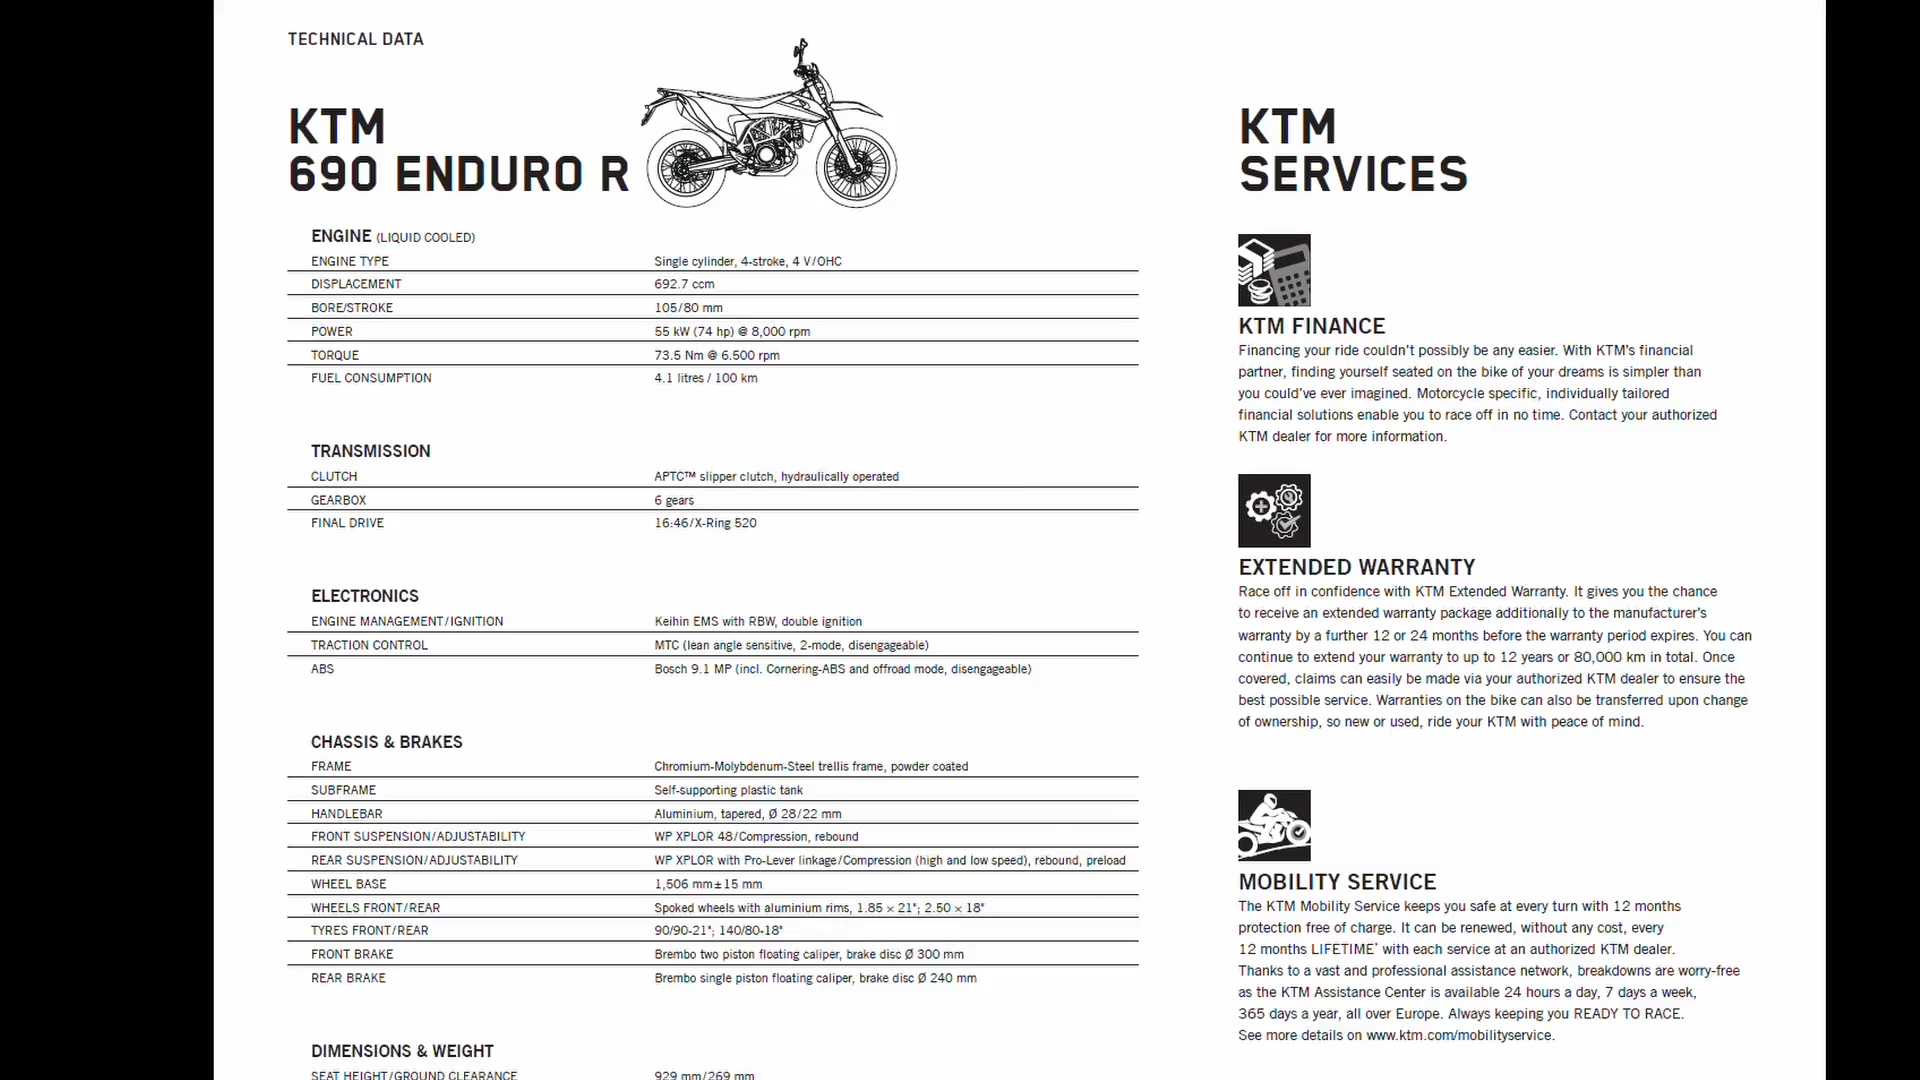 TECHNICAL DATA
KTM
690 ENDURO R
ENGINE (LIQUID COOLED)
ENGINE TYPE Single cylinder, 4-stroke, 4 V/OHC
DISPLACEMENT 692.7 ccm
BORE/STROKE 105/80 mm
POWER 55 kW (74 hp) @ 8,000 rpm
TORQUE 73.5 Nm @ 6.500 rpm
FUEL CONSUMPTION 4.1 litres / 100 km
TRANSMISSION
CLUTCH APTC™ slipper clutch, hydraulically operated
GEARBOX 6 gears
FINAL DRIVE 16:46/X-Ring 520
ELECTRONICS
ENGINE MANAGEMENT/IGNITION Keihin EMS with RBW, double ignition
TRACTION CONTROL MTC (lean angle sensitive, 2-mode, disengageable)
ABS Bosch 9.1 MP (incl. Cornering-ABS and offroad mode, disengageable)
CHASSIS & BRAKES
FRAME Chromium-Molybdenum-Steel trellis frame, powder coated
SUBFRAME Self-supporting plastic tank
HANDLEBAR Aluminium, tapered, Ø 28/22 mm
FRONT SUSPENSION/ADJUSTABILITY WP XPLOR 48/Compression, rebound
REAR SUSPENSION/ADJUSTABILITY WP XPLOR with Pro-Lever linkage/Compression (high and low speed), rebound, preload
WHEEL BASE 1,506 mm±15 mm
WHEELS FRONT/REAR Spoked wheels with aluminium rims, 1.85 × 21"; 2.50 × 18"
TYRES FRONT/REAR 90/90-21"; 140/80-18"
FRONT BRAKE Brembo two piston floating caliper, brake disc Ø 300 mm
REAR BRAKE Brembo single piston floating caliper, brake disc Ø 240 mm
DIMENSIONS & WEIGHT
SEAT HEIGHT/GROUND CLEARANCE 929 mm/269 mm
KTM
SERVICES
KTM FINANCE
Financing your ride couldn't possibly be any easier. With KTM's financial
partner, finding yourself seated on the bike of your dreams is simpler than
you could've ever imagined. Motorcycle specific, individually tailored
financial solutions enable you to race off in no time. Contact your authorized
KTM dealer for more information.
EXTENDED WARRANTY
Race off in confidence with KTM Extended Warranty. It gives you the chance
to receive an extended warranty package additionally to the manufacturer's
warranty by a further 12 or 24 months before the warranty period expires. You can
continue to extend your warranty to up to 12 years or 80,000 km in total. Once
covered, claims can easily be made via your authorized KTM dealer to ensure the
best possible service. Warranties on the bike can also be transferred upon change
of ownership, so new or used, ride your KTM with peace of mind.
MOBILITY SERVICE
The KTM Mobility Service keeps you safe at every turn with 12 months
protection free of charge. It can be renewed, without any cost, every
12 months LIFETIME* with each service at an authorized KTM dealer.
Thanks to a vast and professional assistance network, breakdowns are worry-free
as the KTM Assistance Center is available 24 hours a day, 7 days a week,
365 days a year, all over Europe. Always keeping you READY TO RACE.
See more details on www.ktm.com/mobilityservice.